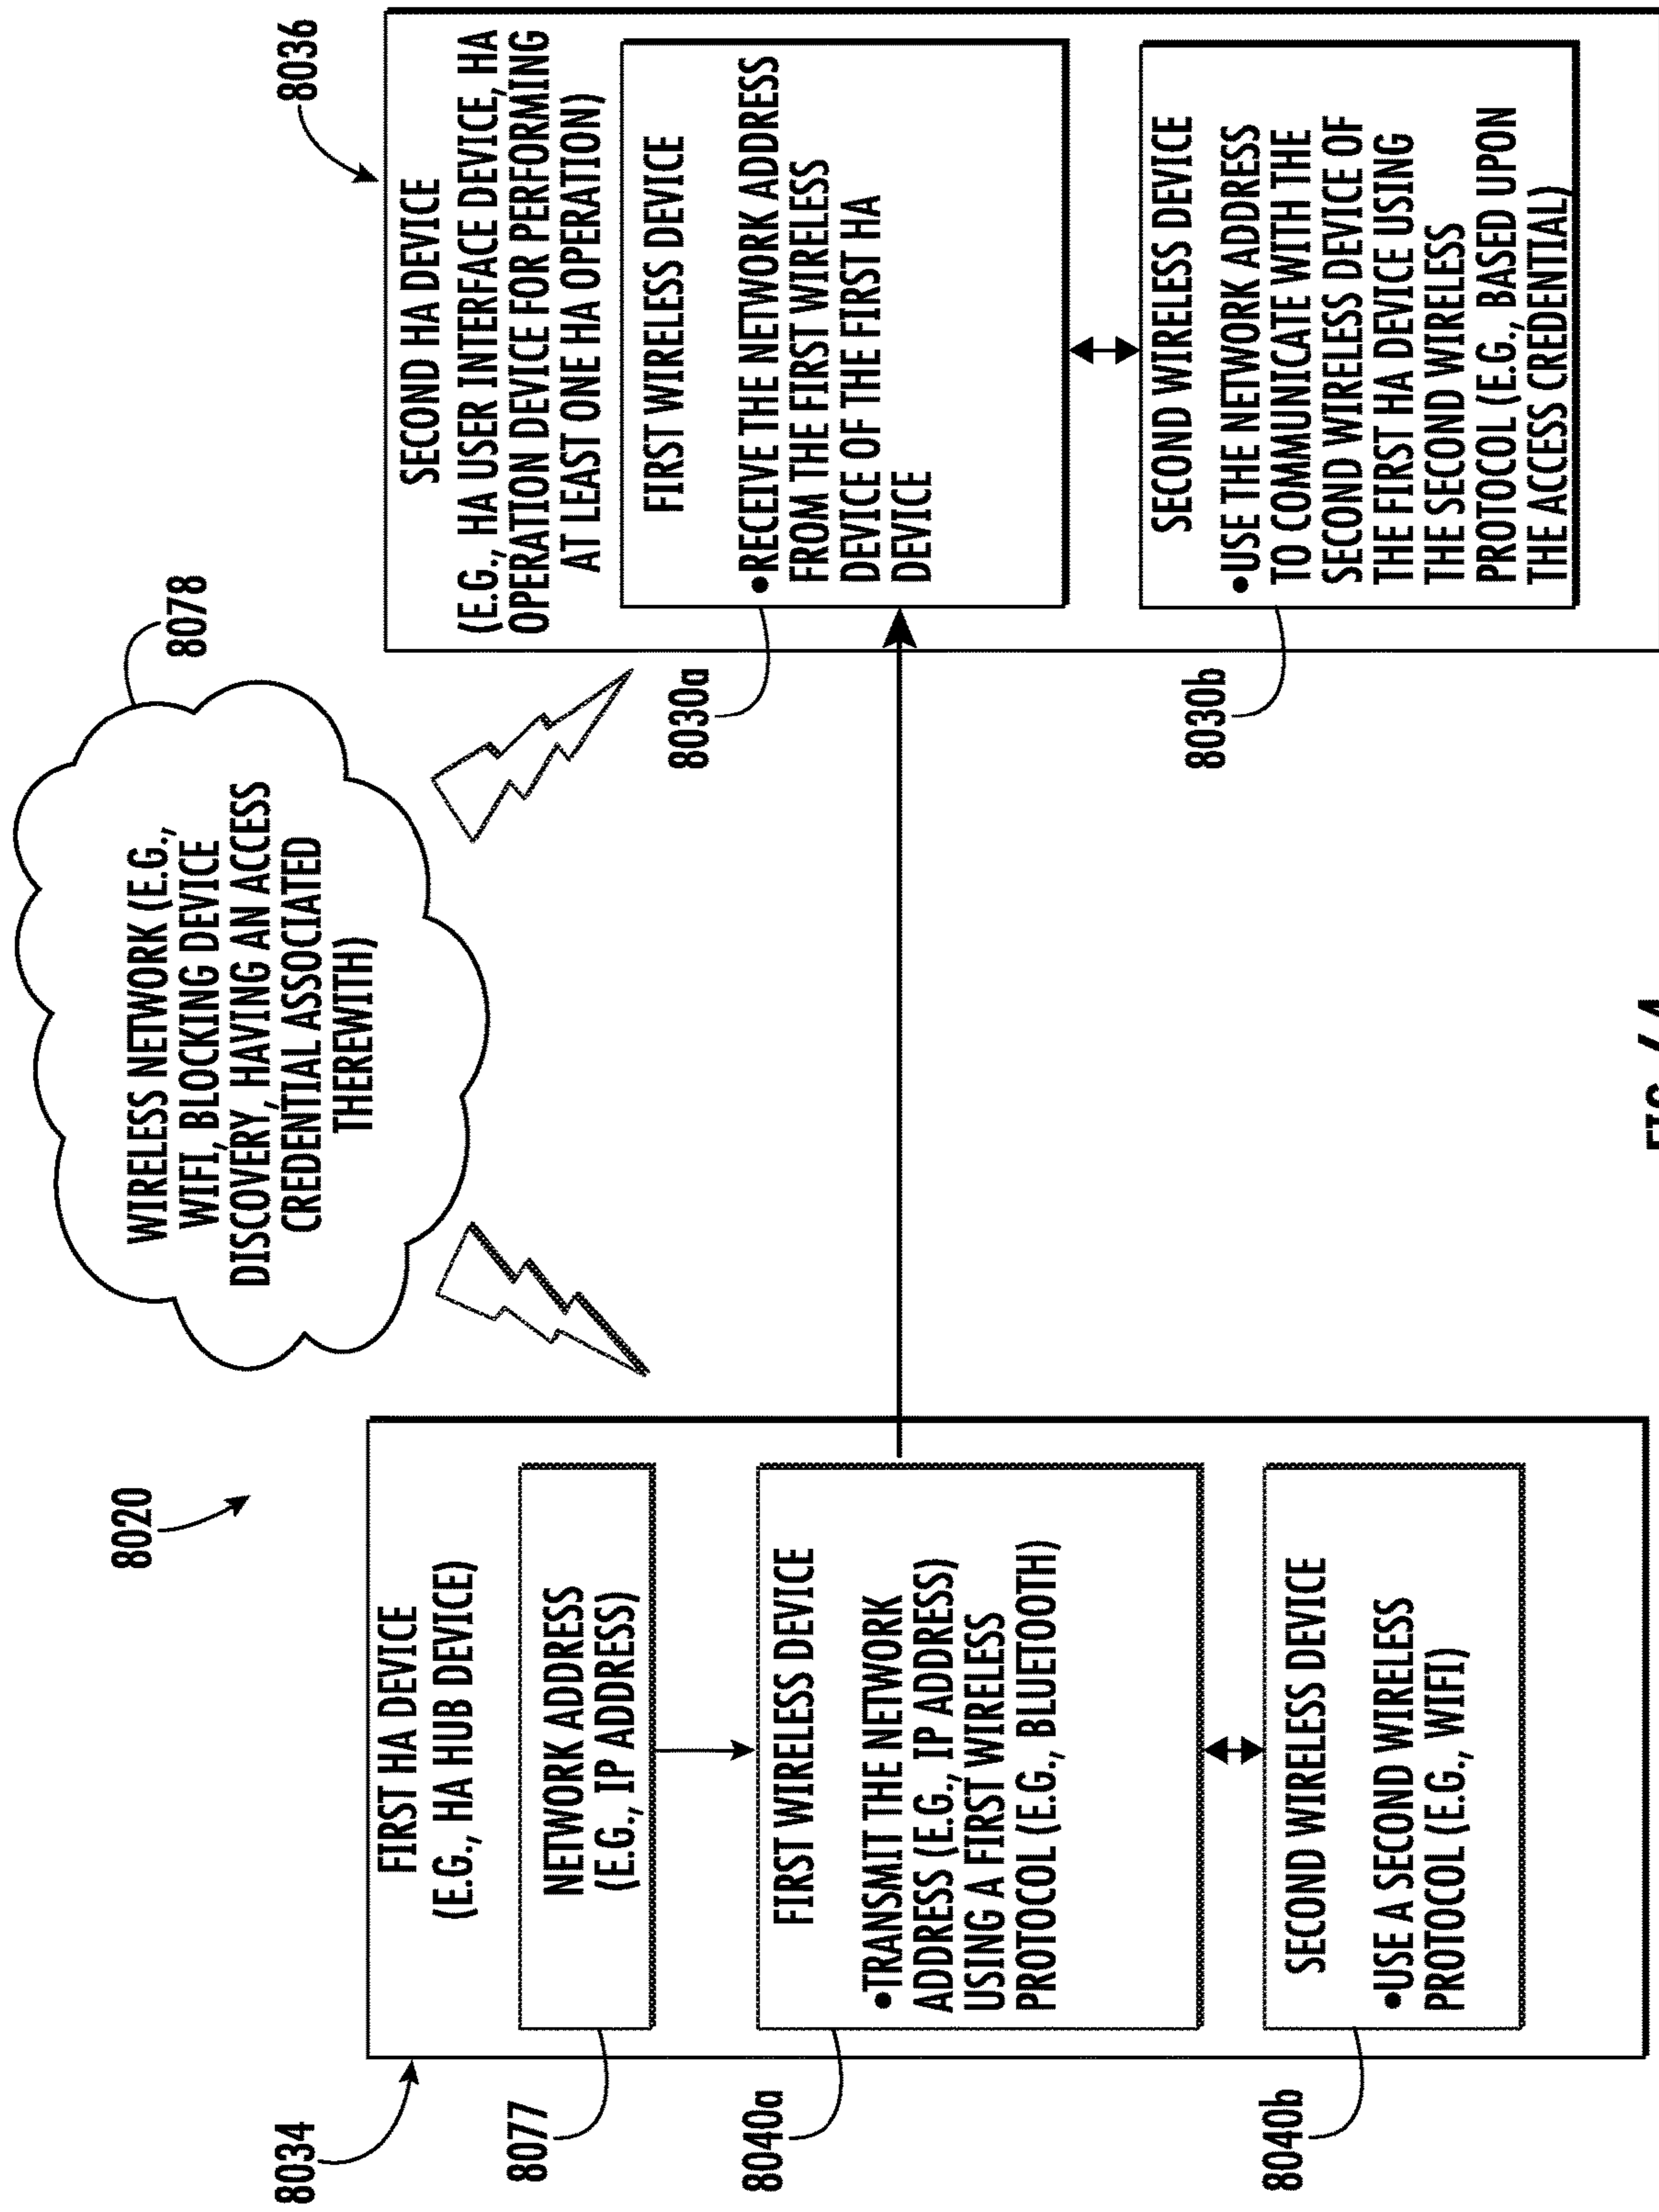 8020
8034
FIRST HA DEVICE
(E.G., HA HUB DEVICE)
8077
NETWORK ADDRESS
(E.G., IP ADDRESS)
8040a
FIRST WIRELESS DEVICE
•TRANSMIT THE NETWORK
ADDRESS (E.G., IP ADDRESS)
USING A FIRST WIRELESS
PROTOCOL (E.G., BLUETOOTH)
8040b
SECOND WIRELESS DEVICE
•USE A SECOND WIRELESS
PROTOCOL (E.G., WIFI)
WIRELESS NETWORK (E.G.,
WIFI, BLOCKING DEVICE
DISCOVERY, HAVING AN ACCESS
CREDENTIAL ASSOCIATED
THEREWITH)
8078
8036
SECOND HA DEVICE
(E.G., HA USER INTERFACE DEVICE, HA
OPERATION DEVICE FOR PERFORMING
AT LEAST ONE HA OPERATION)
8030a
FIRST WIRELESS DEVICE
•RECEIVE THE NETWORK ADDRESS
FROM THE FIRST WIRELESS
DEVICE OF THE FIRST HA
DEVICE
8030b
SECOND WIRELESS DEVICE
•USE THE NETWORK ADDRESS
TO COMMUNICATE WITH THE
SECOND WIRELESS DEVICE OF
THE FIRST HA DEVICE USING
THE SECOND WIRELESS
PROTOCOL (E.G., BASED UPON
THE ACCESS CREDENTIAL)
FIG.